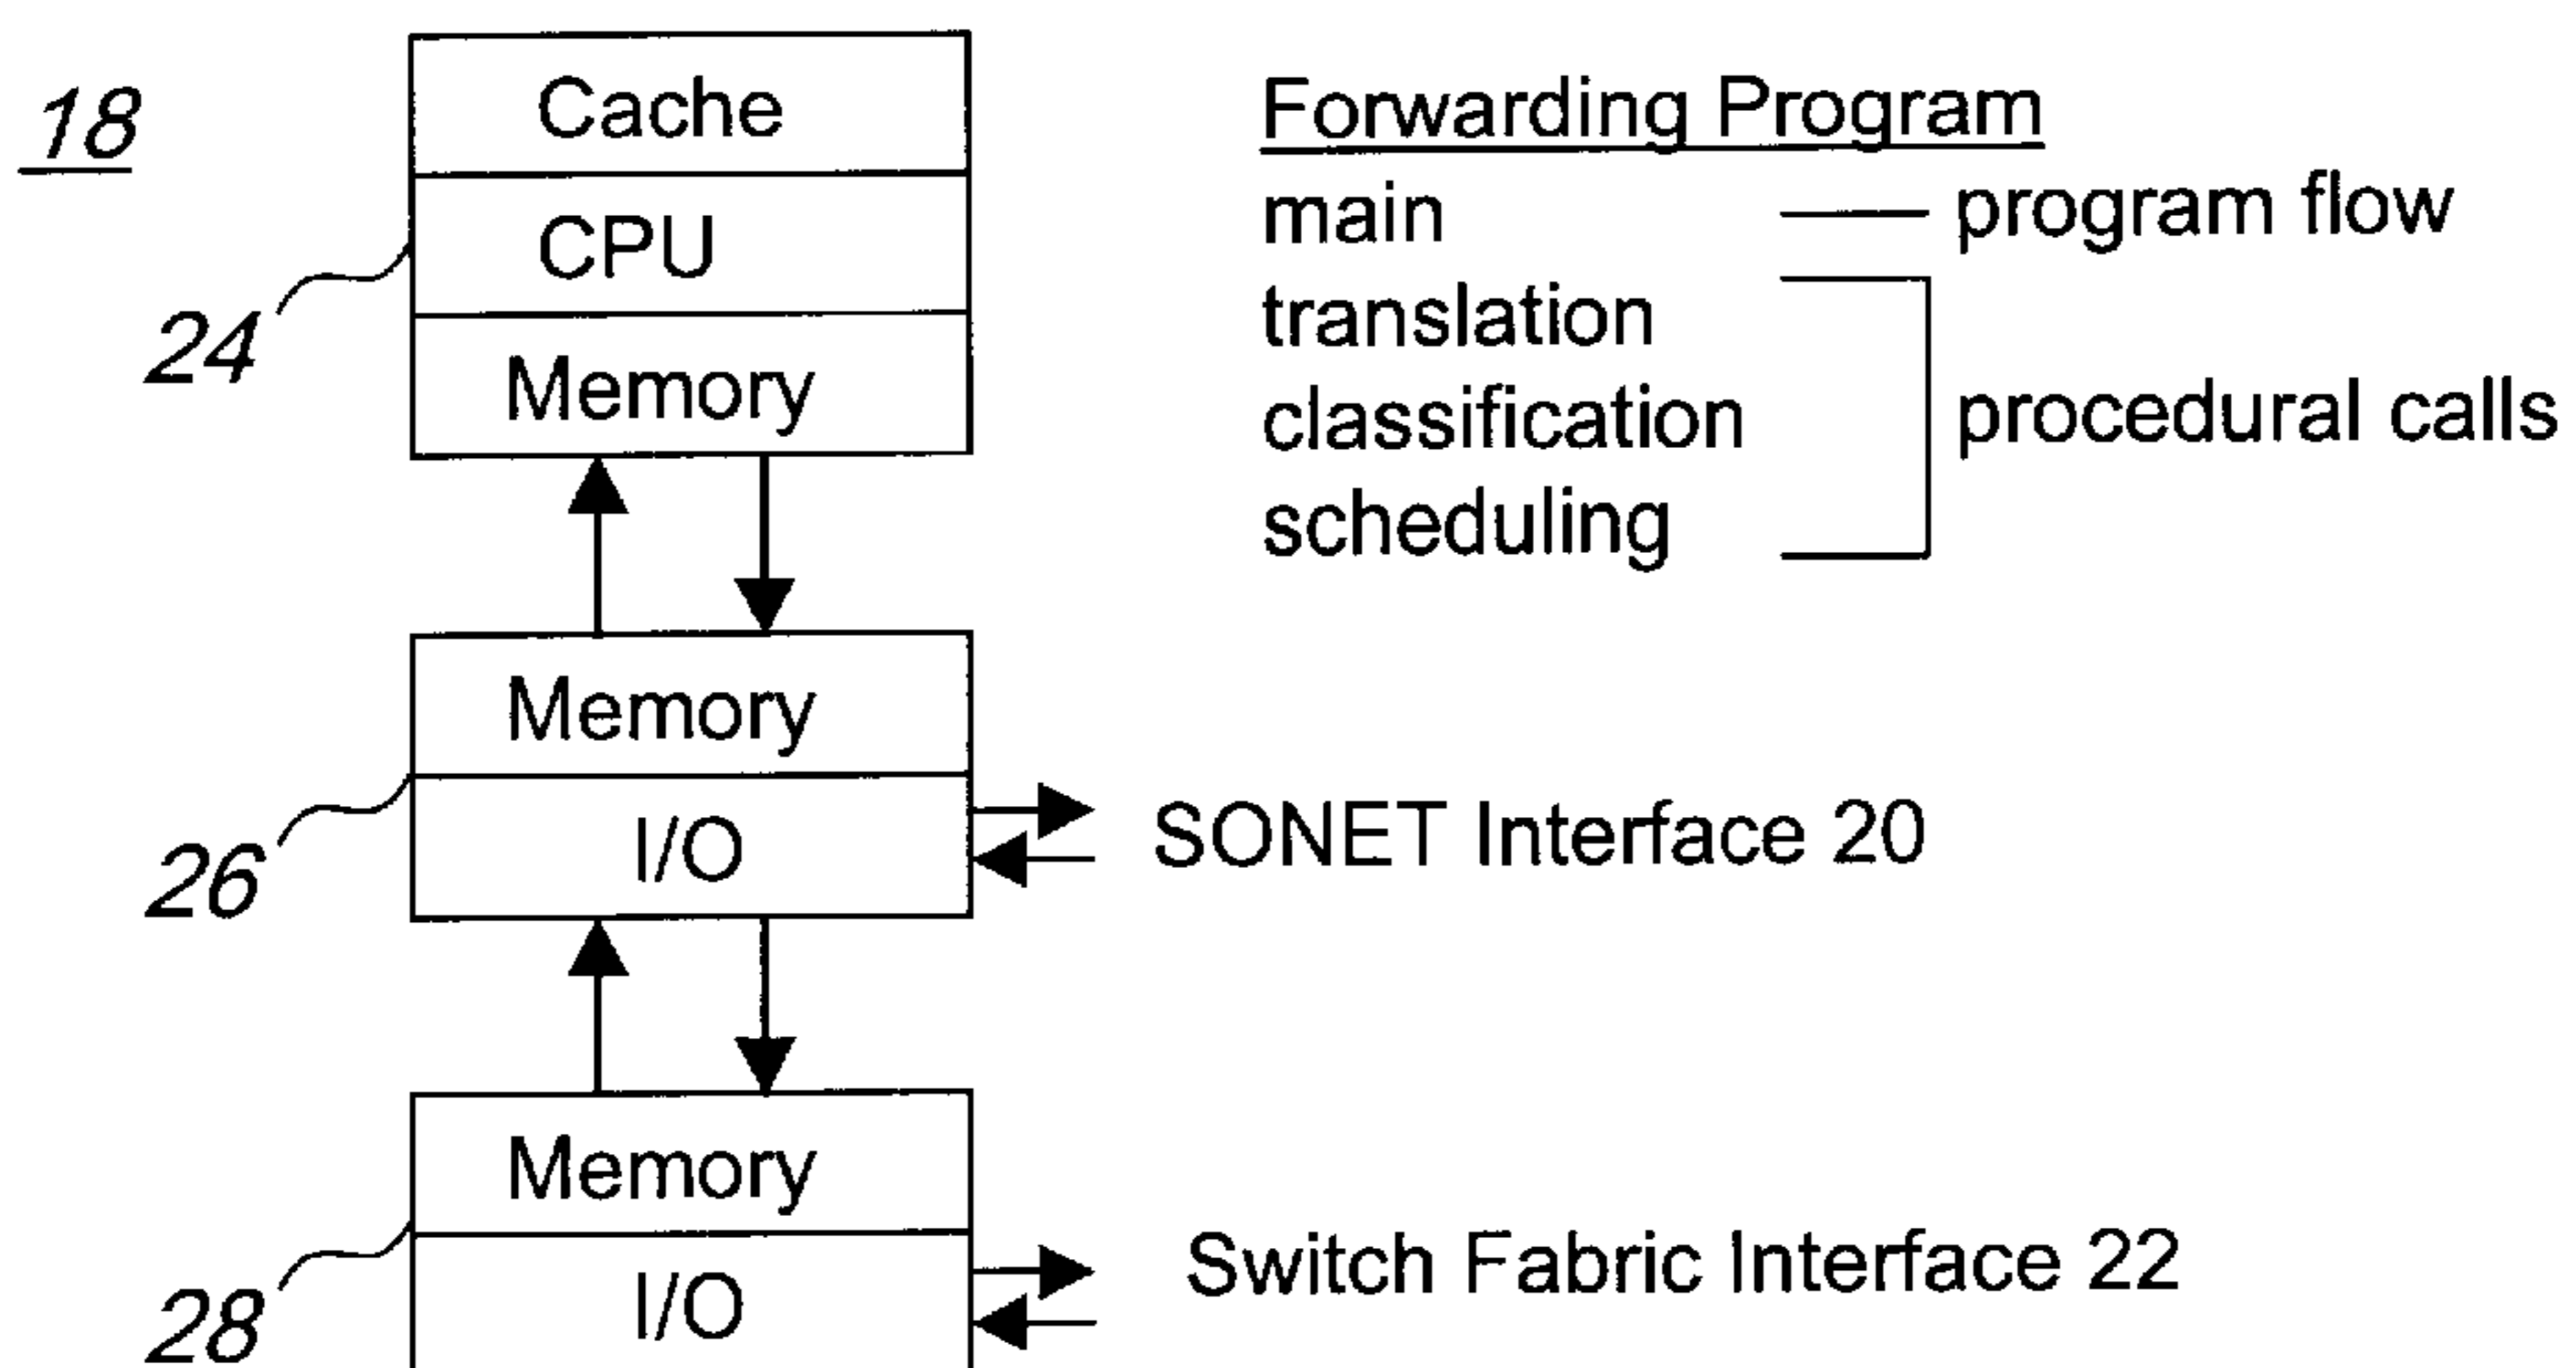 18
Cache
CPU
Memory
24
Forwarding Program
main
program flow
translation
classification
scheduling
procedural calls
Memory
I/O
26
SONET Interface 20
Memory
I/O
28
Switch Fabric Interface 22